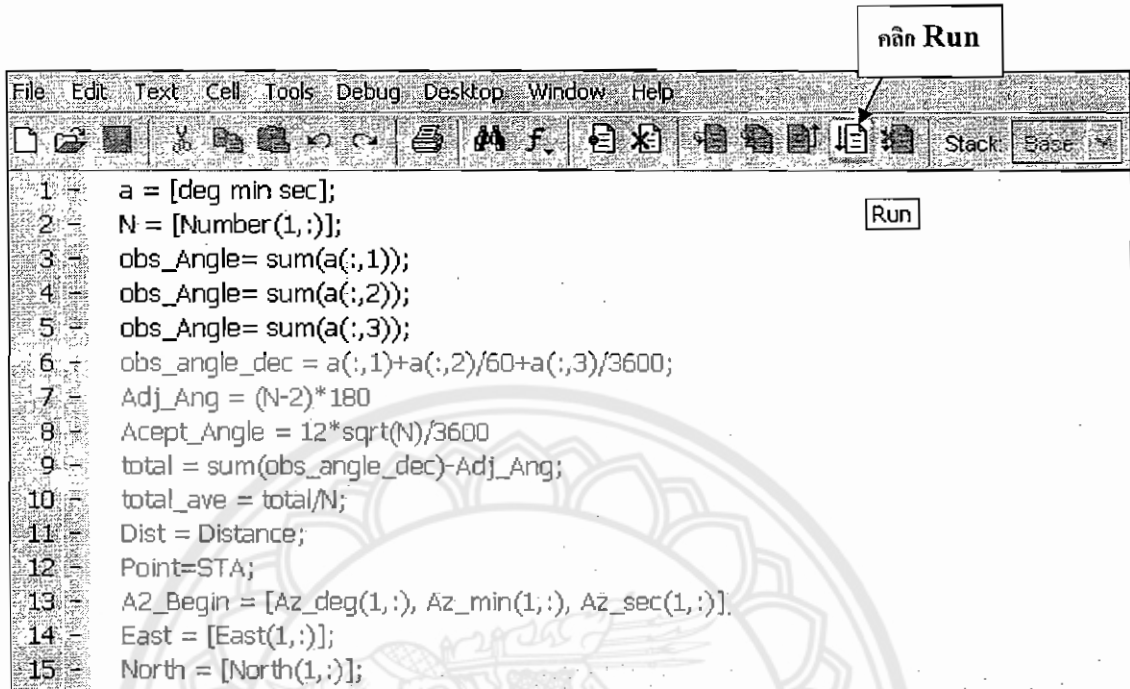 คลิก Run
File Edit Text Cell Tools Debug Desktop Window Help
Stack: Base
Run
1 - a = [deg min sec];
2 - N = [Number(1,:)];
3 - obs_Angle= sum(a(:,1));
4 - obs_Angle= sum(a(:,2));
5 - obs_Angle= sum(a(:,3));
6 - obs_angle_dec = a(:,1)+a(:,2)/60+a(:,3)/3600;
7 - Adj_Ang = (N-2)*180
8 - Acept_Angle = 12*sqrt(N)/3600
9 - total = sum(obs_angle_dec)-Adj_Ang;
10 - total_ave = total/N;
11 - Dist = Distance;
12 - Point=STA;
13 - A2_Begin = [Az_deg(1,:), Az_min(1,:), Az_sec(1,:)]
14 - East = [East(1,:)];
15 - North = [North(1,:)];